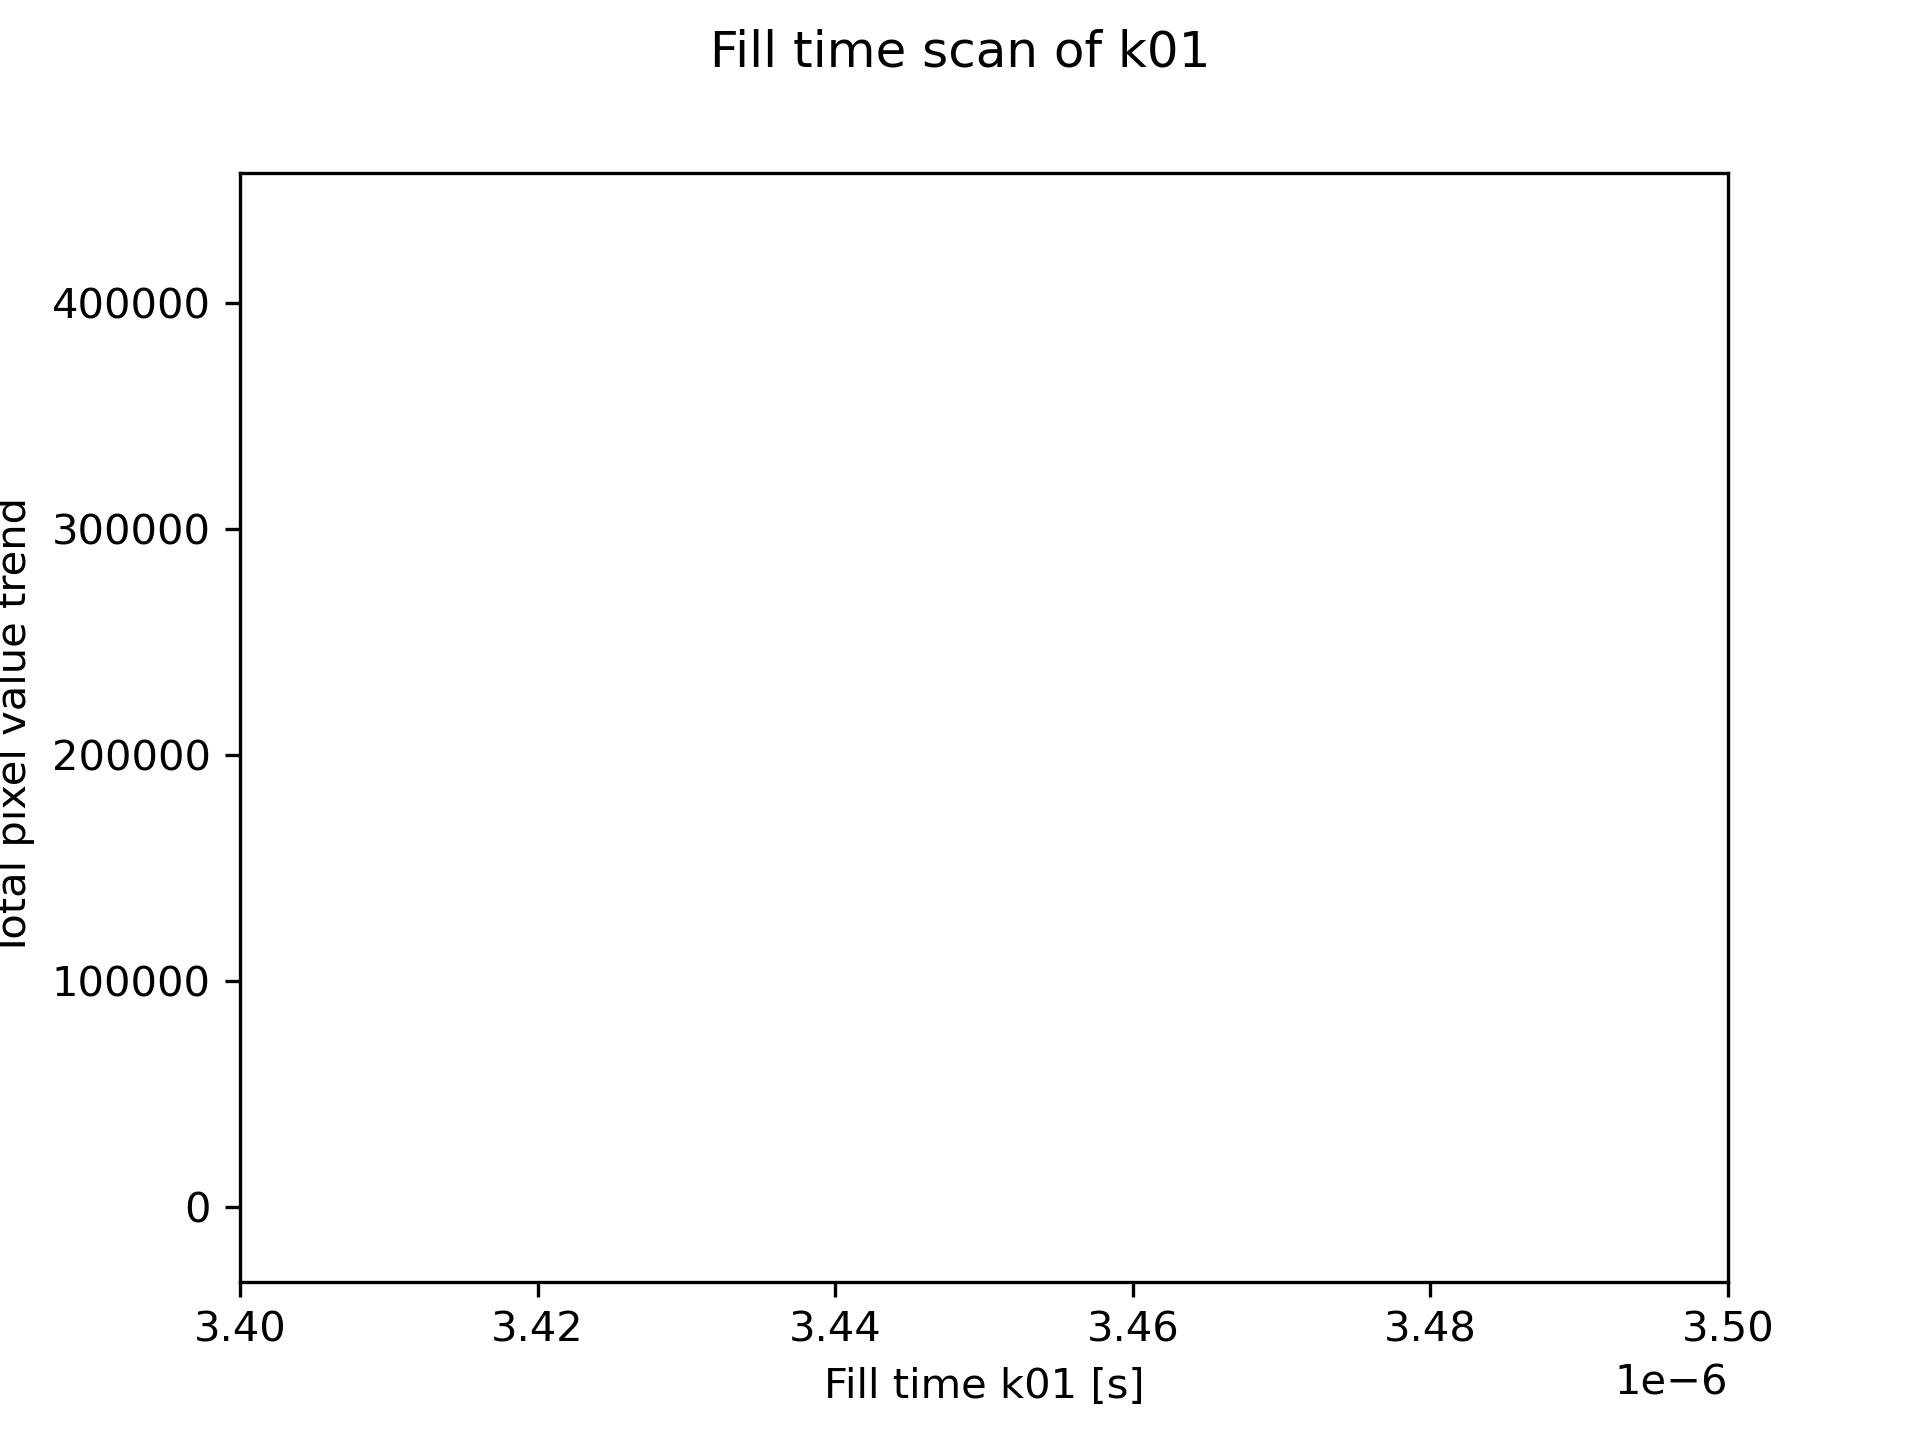 Fill time scan of k01
400000
300000
200000
100000
0
Total pixel value trend
3.40 3.42 3.44 3.46 3.48 3.50
Fill time k01 [s]
1e−6